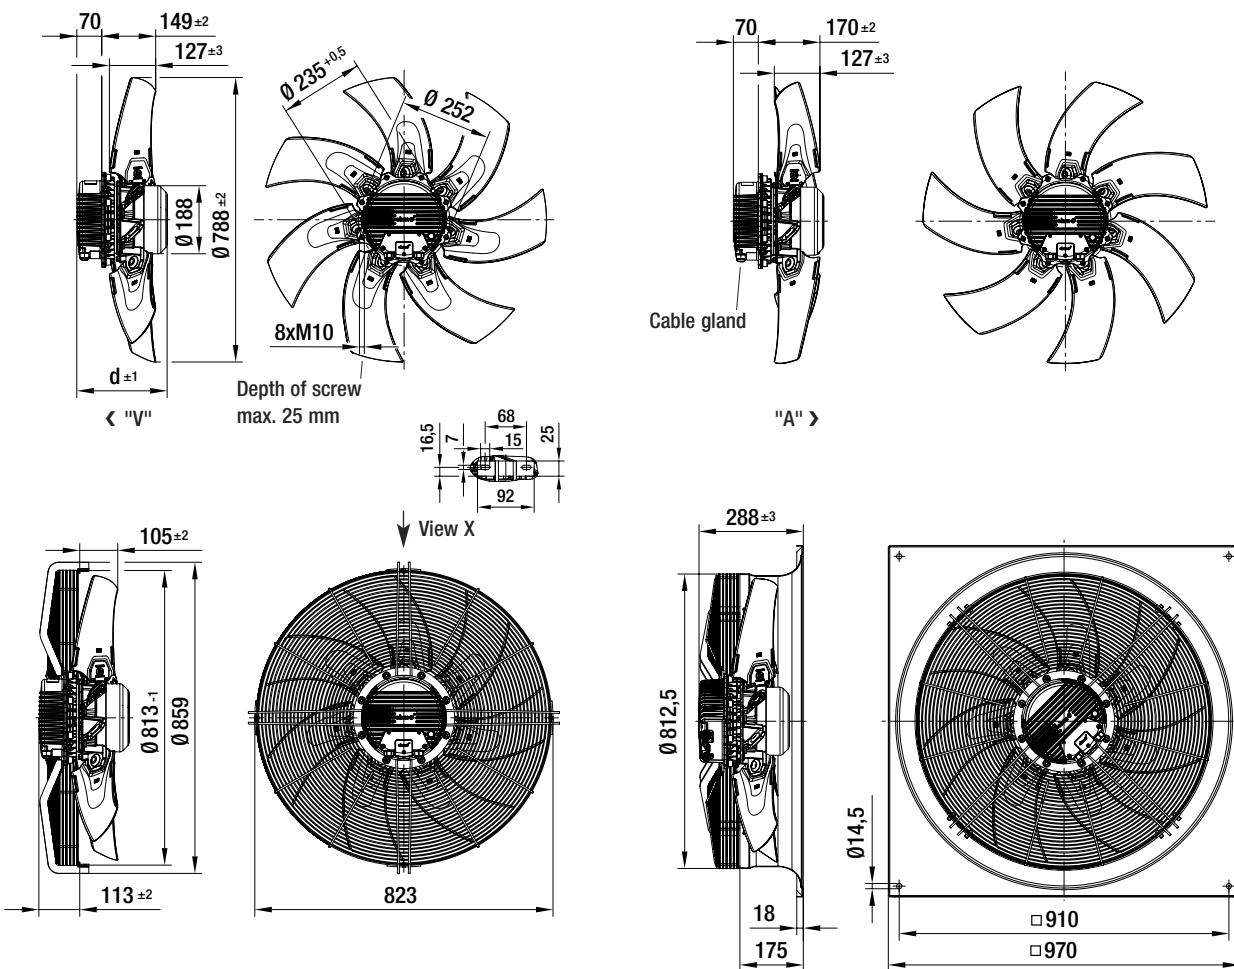 70
149±2
127±3
Ø 235+0,5
Ø 252
Ø 188
Ø 788±2
8xM10
d ±1
Depth of screw
max. 25 mm
❮ "V"
70
170±2
127±3
Cable gland
"A" ❯
68
16,5
7
15
25
92
View X
105±2
Ø 813-1
Ø 859
113 ±2
823
288±3
Ø 812,5
Ø 14,5
18
175
□ 910
□ 970